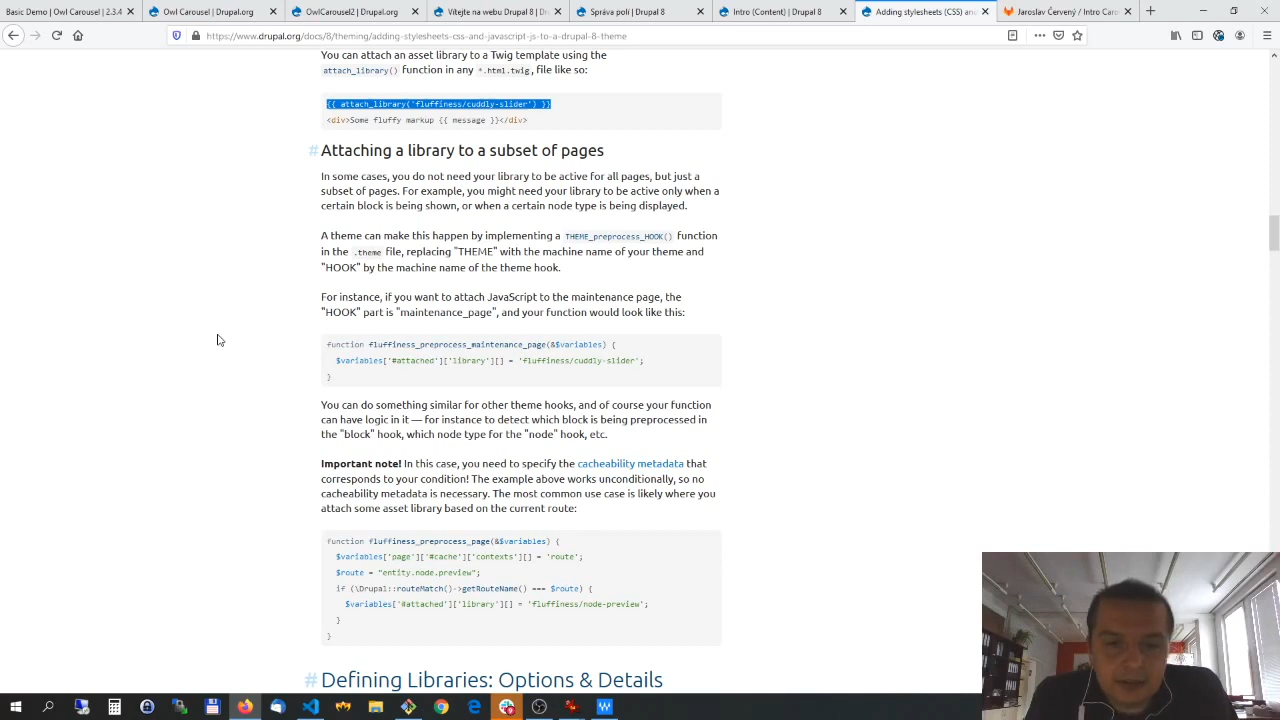 Basic Demo | Owl Carousel | 2.3.4
Owl Carousel | Drupal.org
OwlCarousel2 | Drupal.org
Vítejte na webu Drupal 8 | D
Správa polí | Drupal 8
Intro (Content) | Drupal 8
Adding stylesheets (CSS) and
Jaroslav Červený / Intro Carou
https://www.drupal.org/docs/8/theming/adding-stylesheets-css-and-javascript-js-to-a-drupal-8-theme
You can attach an asset library to a Twig template using the
attach_library() function in any *.html.twig, file like so:
{{ attach_library('fluffiness/cuddly-slider') }}
<div>Some fluffy markup {{ message }}</div>
# Attaching a library to a subset of pages
In some cases, you do not need your library to be active for all pages, but just a
subset of pages. For example, you might need your library to be active only when a
certain block is being shown, or when a certain node type is being displayed.
A theme can make this happen by implementing a THEME_preprocess_HOOK() function
in the .theme file, replacing "THEME" with the machine name of your theme and
"HOOK" by the machine name of the theme hook.
For instance, if you want to attach JavaScript to the maintenance page, the
"HOOK" part is "maintenance_page", and your function would look like this:
function fluffiness_preprocess_maintenance_page(&$variables) {
$variables['#attached']['library'][] = 'fluffiness/cuddly-slider';
}
You can do something similar for other theme hooks, and of course your function
can have logic in it — for instance to detect which block is being preprocessed in
the "block" hook, which node type for the "node" hook, etc.
Important note! In this case, you need to specify the cacheability metadata that
corresponds to your condition! The example above works unconditionally, so no
cacheability metadata is necessary. The most common use case is likely where you
attach some asset library based on the current route:
function fluffiness_preprocess_page(&$variables) {
$variables['page']['#cache']['contexts'][] = 'route';
$route = "entity.node.preview";
if (\Drupal::routeMatch()->getRouteName() === $route) {
$variables['#attached']['library'][] = 'fluffiness/node-preview';
}
}
# Defining Libraries: Options & Details